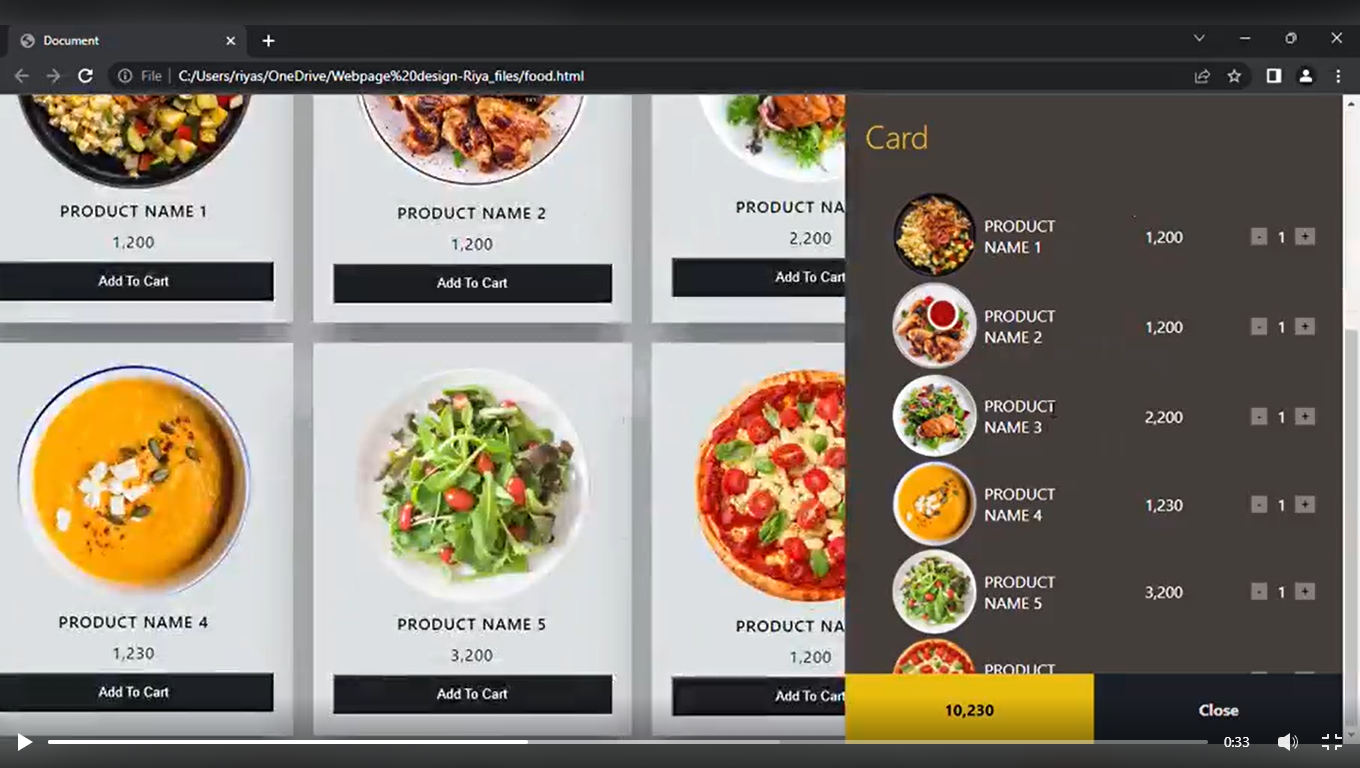 Document
File
C:/Users/riyas/OneDrive/Webpage%20design-Riya_files/food.html
PRODUCT NAME 1
1,200
Add To Cart
PRODUCT NAME 2
1,200
Add To Cart
PRODUCT NA
2,200
Add To Cart
PRODUCT NAME 4
1,230
Add To Cart
PRODUCT NAME 5
3,200
Add To Cart
PRODUCT NA
1,200
Add To Cart
Card
PRODUCT
NAME 1
1,200
- 1 +
PRODUCT
NAME 2
1,200
- 1 +
PRODUCT
NAME 3
2,200
- 1 +
PRODUCT
NAME 4
1,230
- 1 +
PRODUCT
NAME 5
3,200
- 1 +
PRODUCT
10,230
Close
0:33